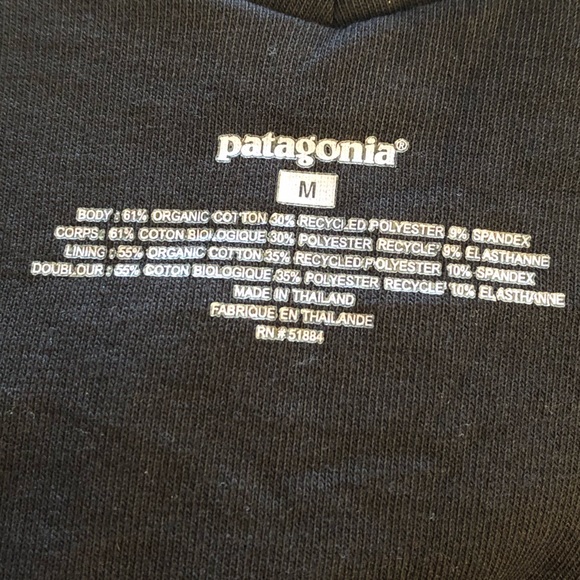 patagonia®
M
BODY : 61% ORGANIC COTTON 30% RECYCLED POLYESTER 9% SPANDEX
CORPS : 61% COTON BIOLOGIQUE 30% POLYESTER RECYCLE' 9% ELASTHANNE
LINING : 55% ORGANIC COTTON 35% RECYCLED POLYESTER 10% SPANDEX
DOUBLOUR : 55% COTON BIOLOGIQUE 35% POLYESTER RECYCLE' 10% ELASTHANNE
MADE IN THAILAND
FABRIQUE EN THAILANDE
RN # 51884